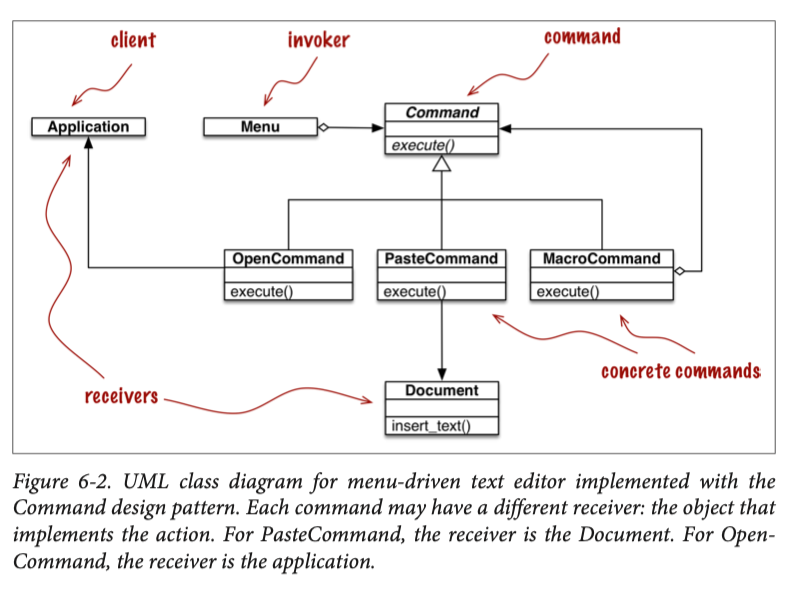 client
invoker
command
Application
Menu
Command
execute()
OpenCommand
execute()
PasteCommand
execute()
MacroCommand
execute()
concrete commands
receivers
Document
insert_text()
Figure 6-2. UML class diagram for menu-driven text editor implemented with the
Command design pattern. Each command may have a different receiver: the object that
implements the action. For PasteCommand, the receiver is the Document. For Open-
Command, the receiver is the application.